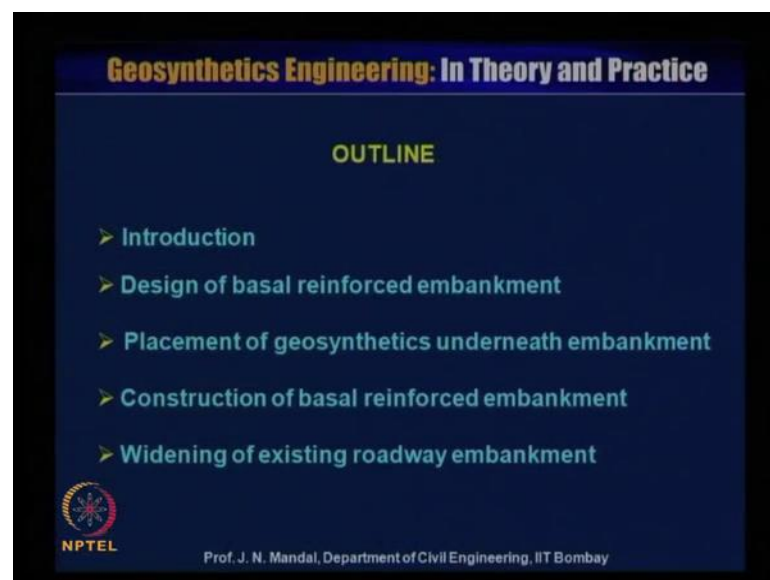 Geosynthetics Engineering: In Theory and Practice
OUTLINE
➢ Introduction
➢ Design of basal reinforced embankment
➢ Placement of geosynthetics underneath embankment
➢ Construction of basal reinforced embankment
➢ Widening of existing roadway embankment
NPTEL
Prof. J. N. Mandal, Department of Civil Engineering, IIT Bombay